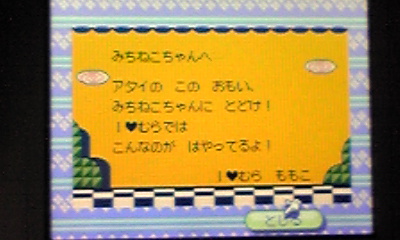 みちねこちゃんへ
アタイの この おもい、
みちねこちゃんに とどけ!
I♥むらでは
こんなのが はやってるよ!
I♥むら ももこ
とじる